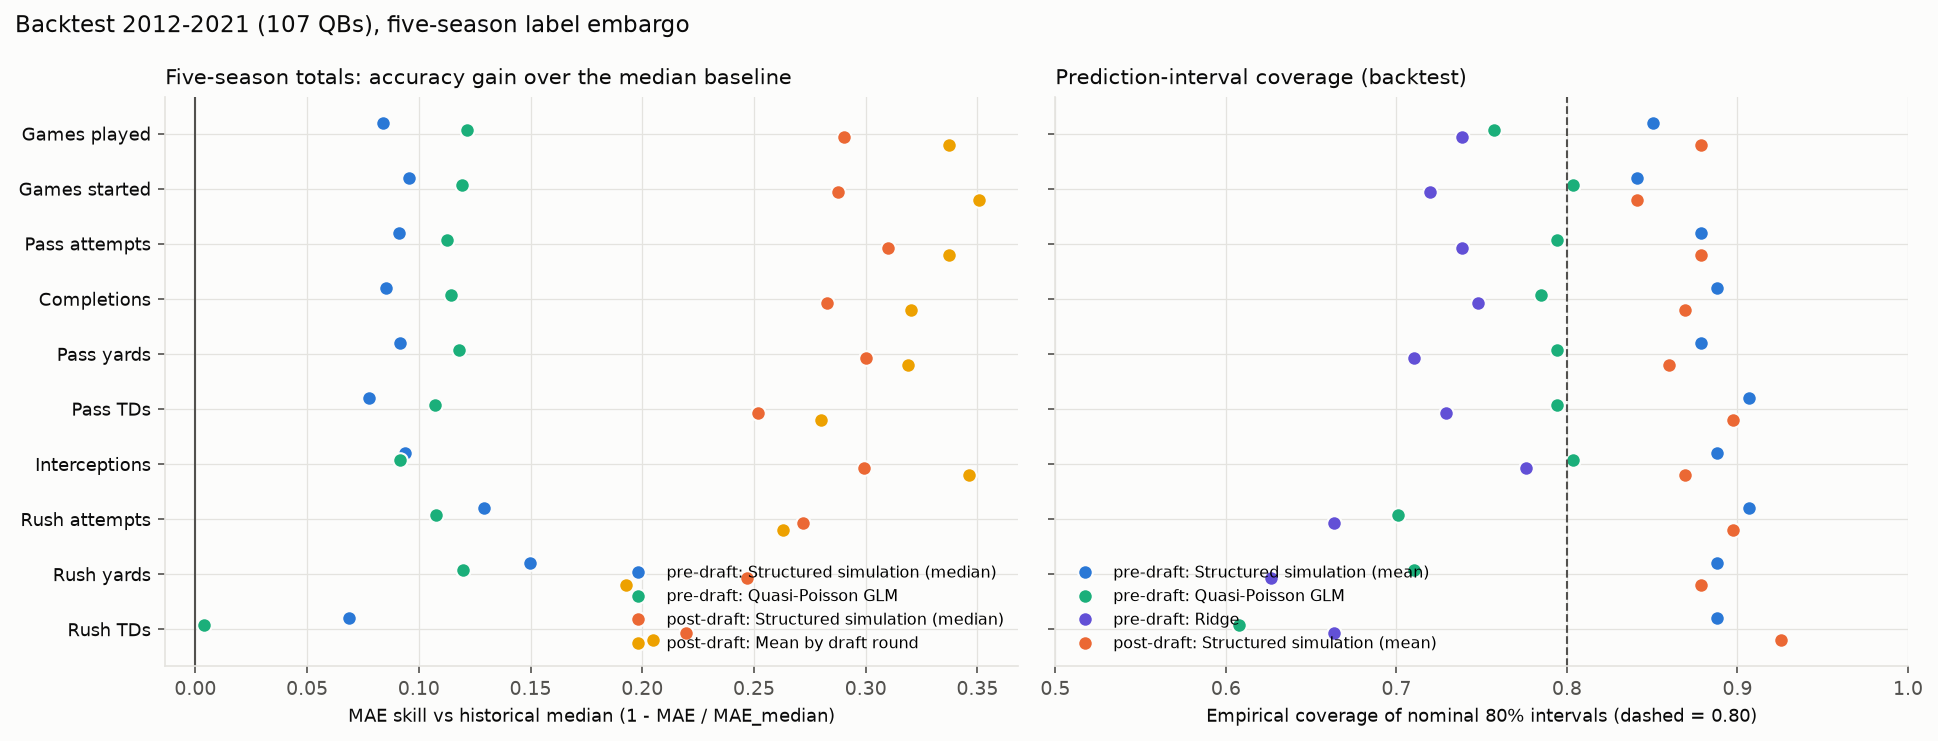 Backtest 2012-2021 (107 QBs), five-season label embargo
Five-season totals: accuracy gain over the median baseline
Games played
Games started
Pass attempts
Completions
Pass yards
Pass TDs
Interceptions
Rush attempts
Rush yards
Rush TDs
pre-draft: Structured simulation (median)
pre-draft: Quasi-Poisson GLM
post-draft: Structured simulation (median)
post-draft: Mean by draft round
0.00 0.05 0.10 0.15 0.20 0.25 0.30 0.35
MAE skill vs historical median (1 - MAE / MAE_median)
Prediction-interval coverage (backtest)
pre-draft: Structured simulation (mean)
pre-draft: Quasi-Poisson GLM
pre-draft: Ridge
post-draft: Structured simulation (mean)
0.5 0.6 0.7 0.8 0.9 1.0
Empirical coverage of nominal 80% intervals (dashed = 0.80)